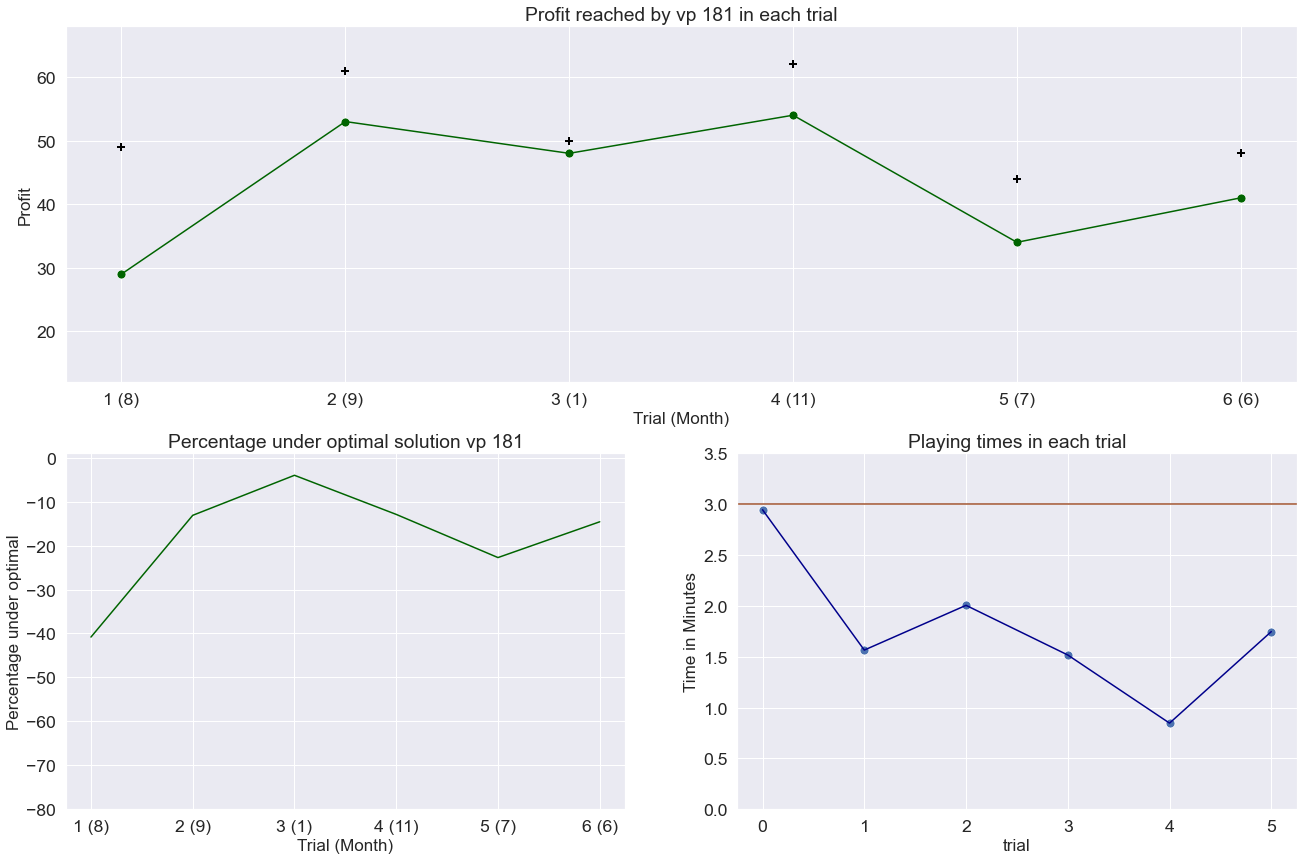 Profit reached by vp 181 in each trial
Profit
60
50
40
30
20
1 (8) 2 (9) 3 (1) 4 (11) 5 (7) 6 (6)
Trial (Month)
Percentage under optimal solution vp 181
Percentage under optimal
0
−10
−20
−30
−40
−50
−60
−70
−80
1 (8) 2 (9) 3 (1) 4 (11) 5 (7) 6 (6)
Trial (Month)
Playing times in each trial
Time in Minutes
3.5
3.0
2.5
2.0
1.5
1.0
0.5
0.0
0 1 2 3 4 5
trial